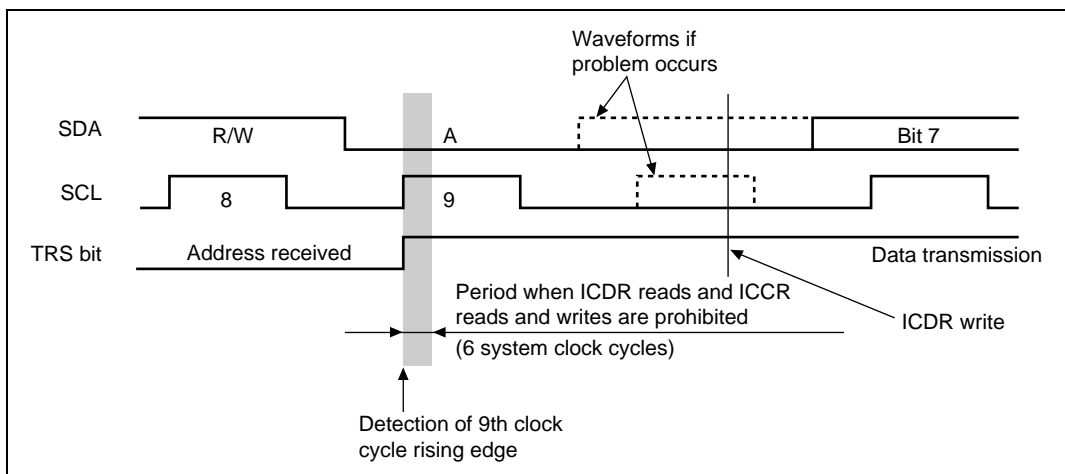 Waveforms if
problem occurs
SDA
R/W
A
Bit 7
SCL
8
9
TRS bit
Address received
Data transmission
Period when ICDR reads and ICCR
reads and writes are prohibited
(6 system clock cycles)
ICDR write
Detection of 9th clock
cycle rising edge